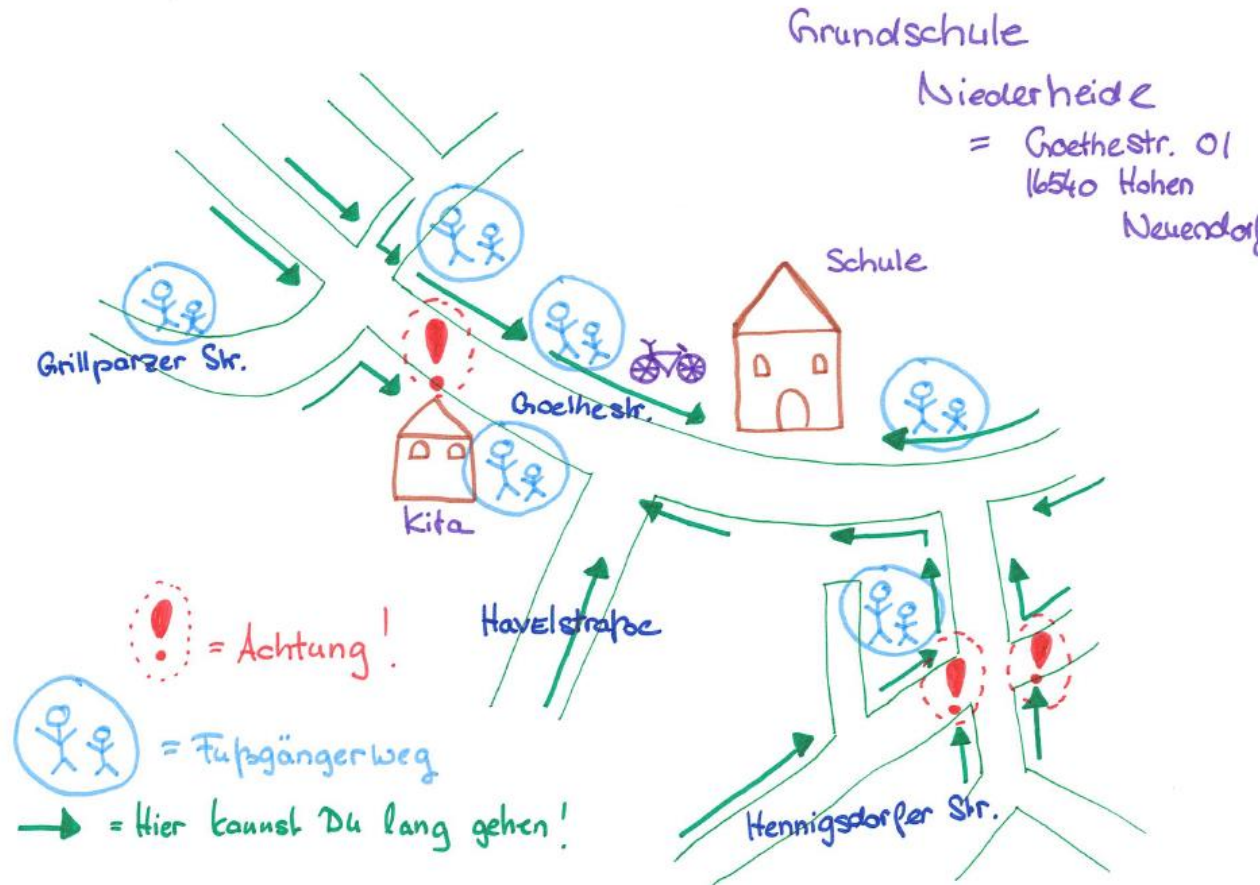 Grundschule
Niederheide
= Goethestr. 01
16540 Hohen
Neuendorf
Schule
Grillparzer Str.
Goethestr.
Kita
Havelstraße
! = Achtung!
= Fußgängerweg
= Hier kannst Du lang gehen!
Hennigsdorfer Str.